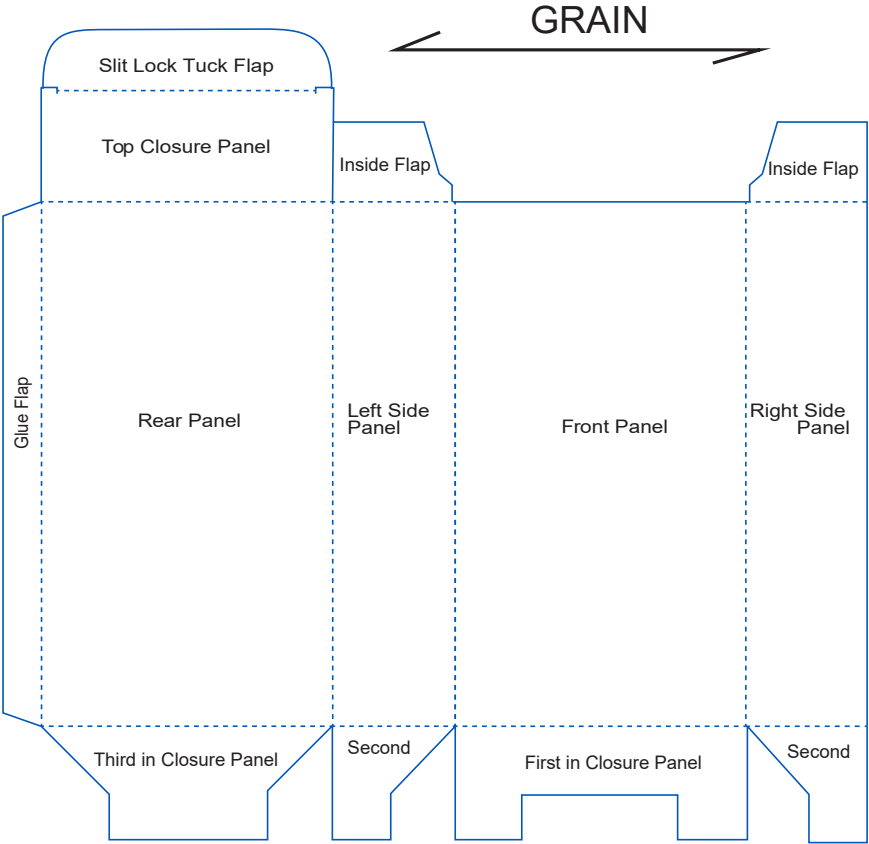 GRAIN
Slit Lock Tuck Flap
Top Closure Panel
Inside Flap
Inside Flap
Glue Flap
Rear Panel
Left Side
Panel
Front Panel
Right Side
Panel
Third in Closure Panel
Second
First in Closure Panel
Second